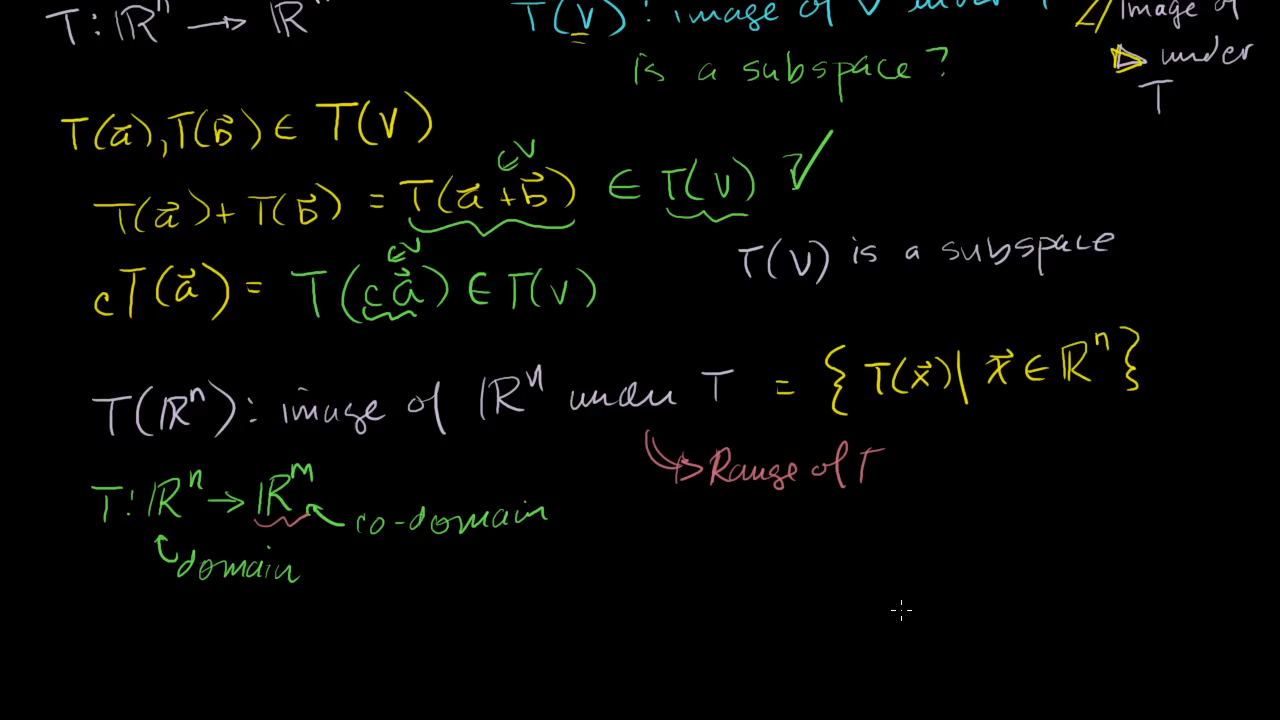 T: ℝⁿ → ℝⁿ
T(V) : image of V under T
is a subspace?
Image of
under
T
T(a⃗), T(b⃗) ∈ T(V)
T(a⃗) + T(b⃗) = T(a⃗ + b⃗) ∈ T(V) ? ✓
∈V
cT(a⃗) = T(ca⃗) ∈ T(V)
∈V
T(V) is a subspace
T(ℝⁿ): image of ℝⁿ under T = { T(x⃗) | x⃗ ∈ ℝⁿ }
Range of T
T: ℝⁿ → ℝᵐ
co-domain
domain